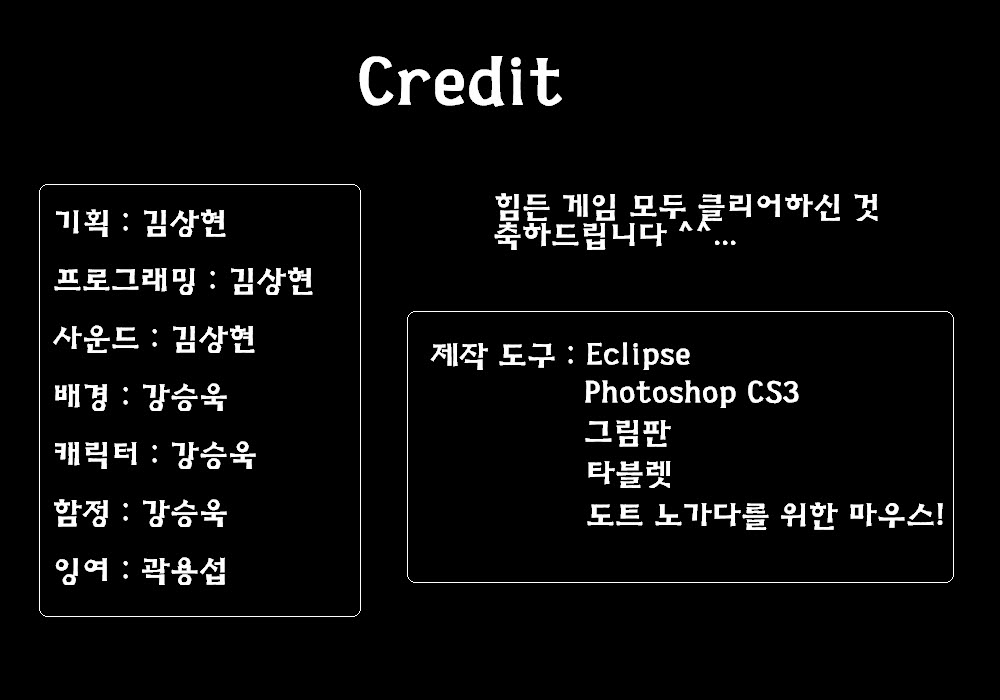 Credit
기획 : 김상현
프로그래밍 : 김상현
사운드 : 김상현
배경 : 강승욱
캐릭터 : 강승욱
함정 : 강승욱
잉여 : 곽용섭
힘든 게임 모두 클리어하신 것
축하드립니다 ^^...
제작 도구 : Eclipse
Photoshop CS3
그림판
타블렛
도트 노가다를 위한 마우스!